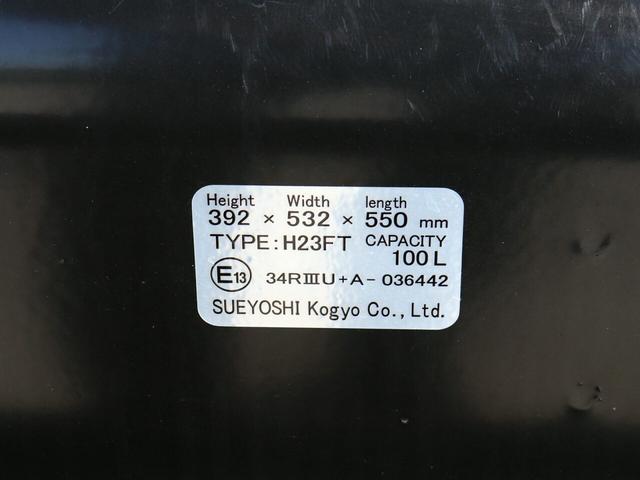 Height Width length
392 × 532 × 550 mm
TYPE: H23FT CAPACITY
100 L
E13 34RⅢU+A- 036442
SUEYOSHI Kogyo Co., Ltd.